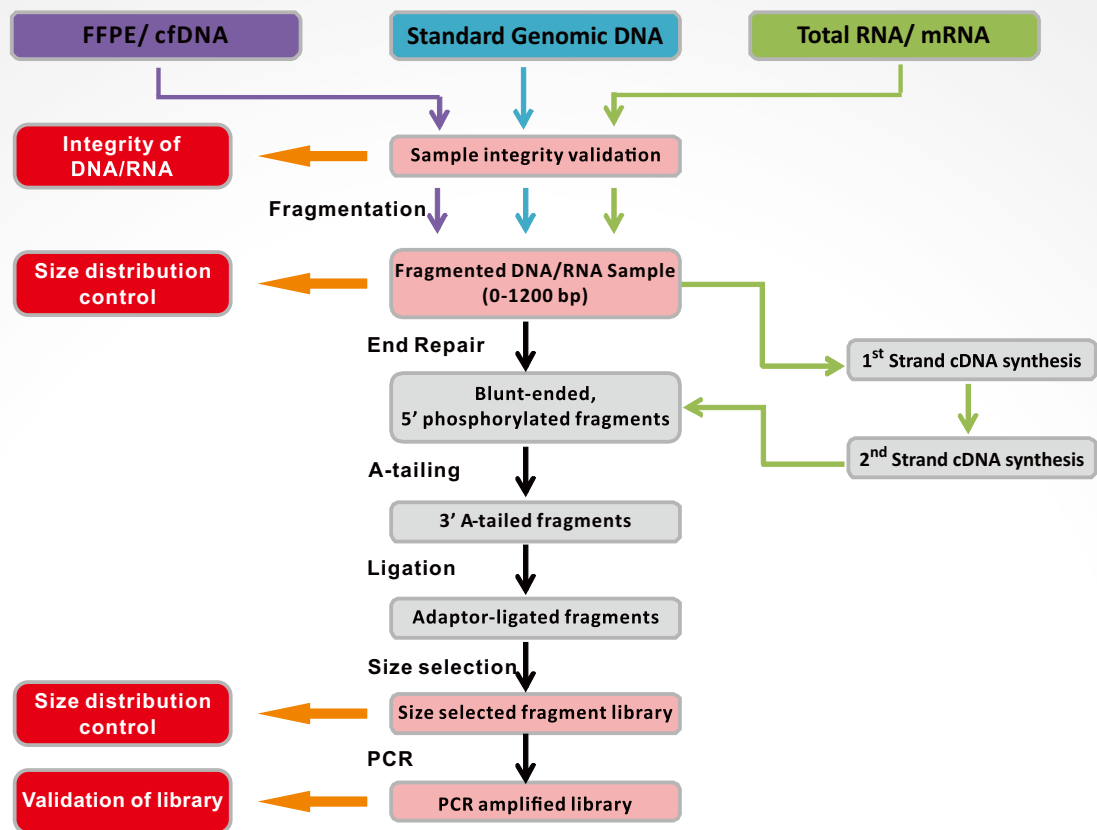 FFPE/ cfDNA
Standard Genomic DNA
Total RNA/ mRNA
Integrity of
DNA/RNA
Sample integrity validation
Fragmentation
Size distribution
control
Fragmented DNA/RNA Sample
(0-1200 bp)
End Repair
1st Strand cDNA synthesis
Blunt-ended,
5’ phosphorylated fragments
2nd Strand cDNA synthesis
A-tailing
3’ A-tailed fragments
Ligation
Adaptor-ligated fragments
Size selection
Size distribution
control
Size selected fragment library
PCR
Validation of library
PCR amplified library